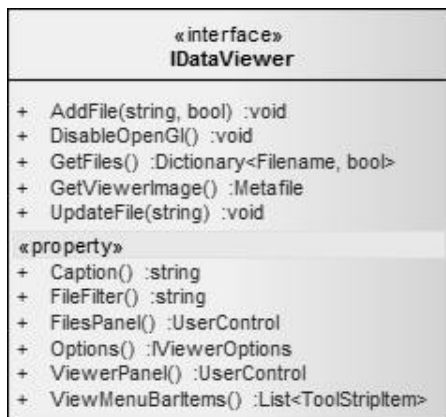 «interface»
IDataViewer
+ AddFile(string, bool) :void
+ DisableOpenGl() :void
+ GetFiles() :Dictionary<Filename, bool>
+ GetViewerImage() :Metafile
+ UpdateFile(string) :void
«property»
+ Caption() :string
+ FileFilter() :string
+ FilesPanel() :UserControl
+ Options() :IViewerOptions
+ ViewerPanel() :UserControl
+ ViewMenuBarItems() :List<ToolStripItem>